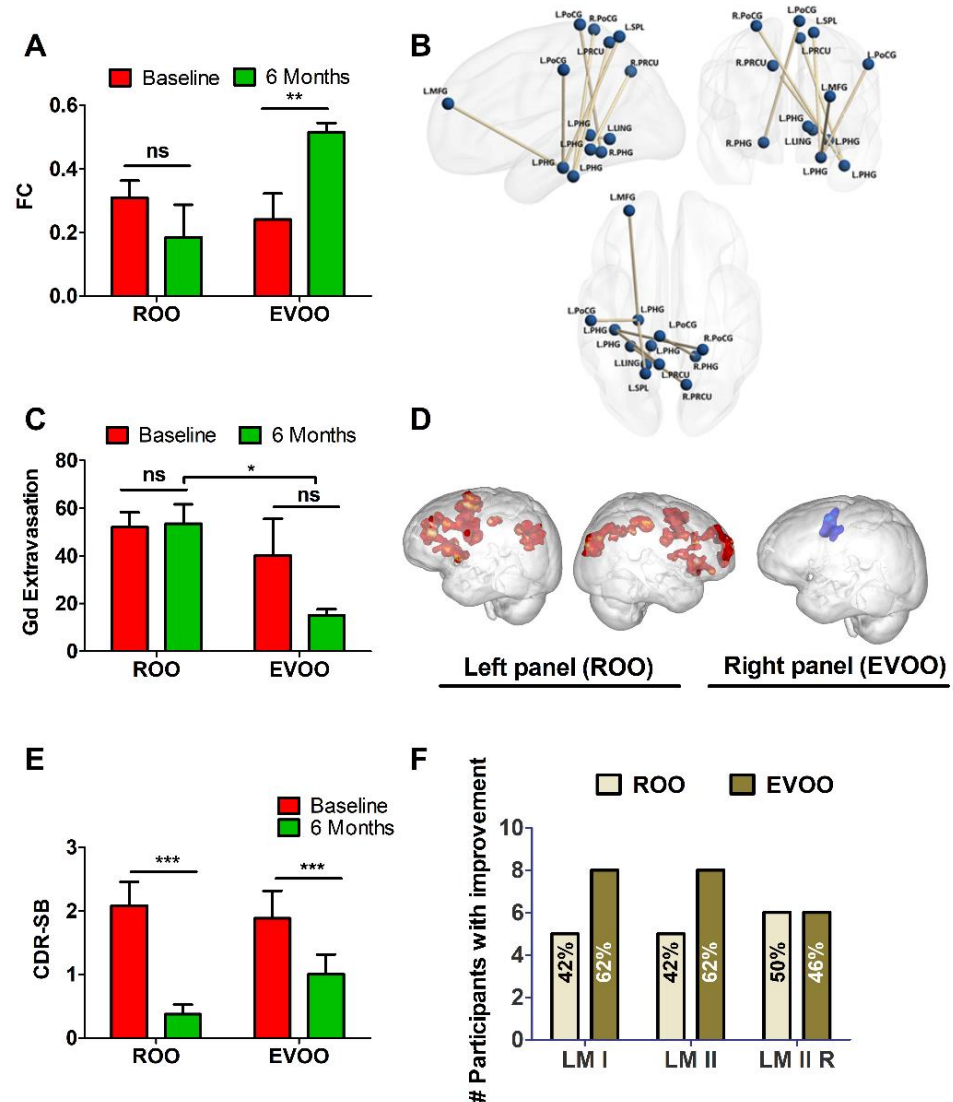 A
Baseline
6 Months
FC
0.6
0.4
0.2
0.0
ns
**
ROO
EVOO
B
L.PoCG
R.PoCG
L.SPL
L.PRCU
L.PoCG
R.PRCU
L.MFG
L.PHG
L.LING
L.PHG
R.PHG
L.PHG
R.PoCG
L.PoCG
L.SPL
L.PRCU
R.PRCU
L.PoCG
L.MFG
L.PHG
R.PHG
L.LING
L.PHG
L.PHG
L.PHG
L.MFG
L.PoCG
L.PHG
L.PHG
L.PoCG
R.PoCG
L.PHG
L.PHG
R.PHG
L.LING
L.PRCU
L.SPL
R.PRCU
C
Baseline
6 Months
Gd Extravasation
80
60
40
20
0
ns
*
ns
ROO
EVOO
D
Left panel (ROO)
Right panel (EVOO)
E
Baseline
6 Months
CDR-SB
3
2
1
0
***
***
ROO
EVOO
F
ROO
EVOO
# Participants with improvement
10
8
6
4
2
0
42%
62%
42%
62%
50%
46%
LM I
LM II
LM II R